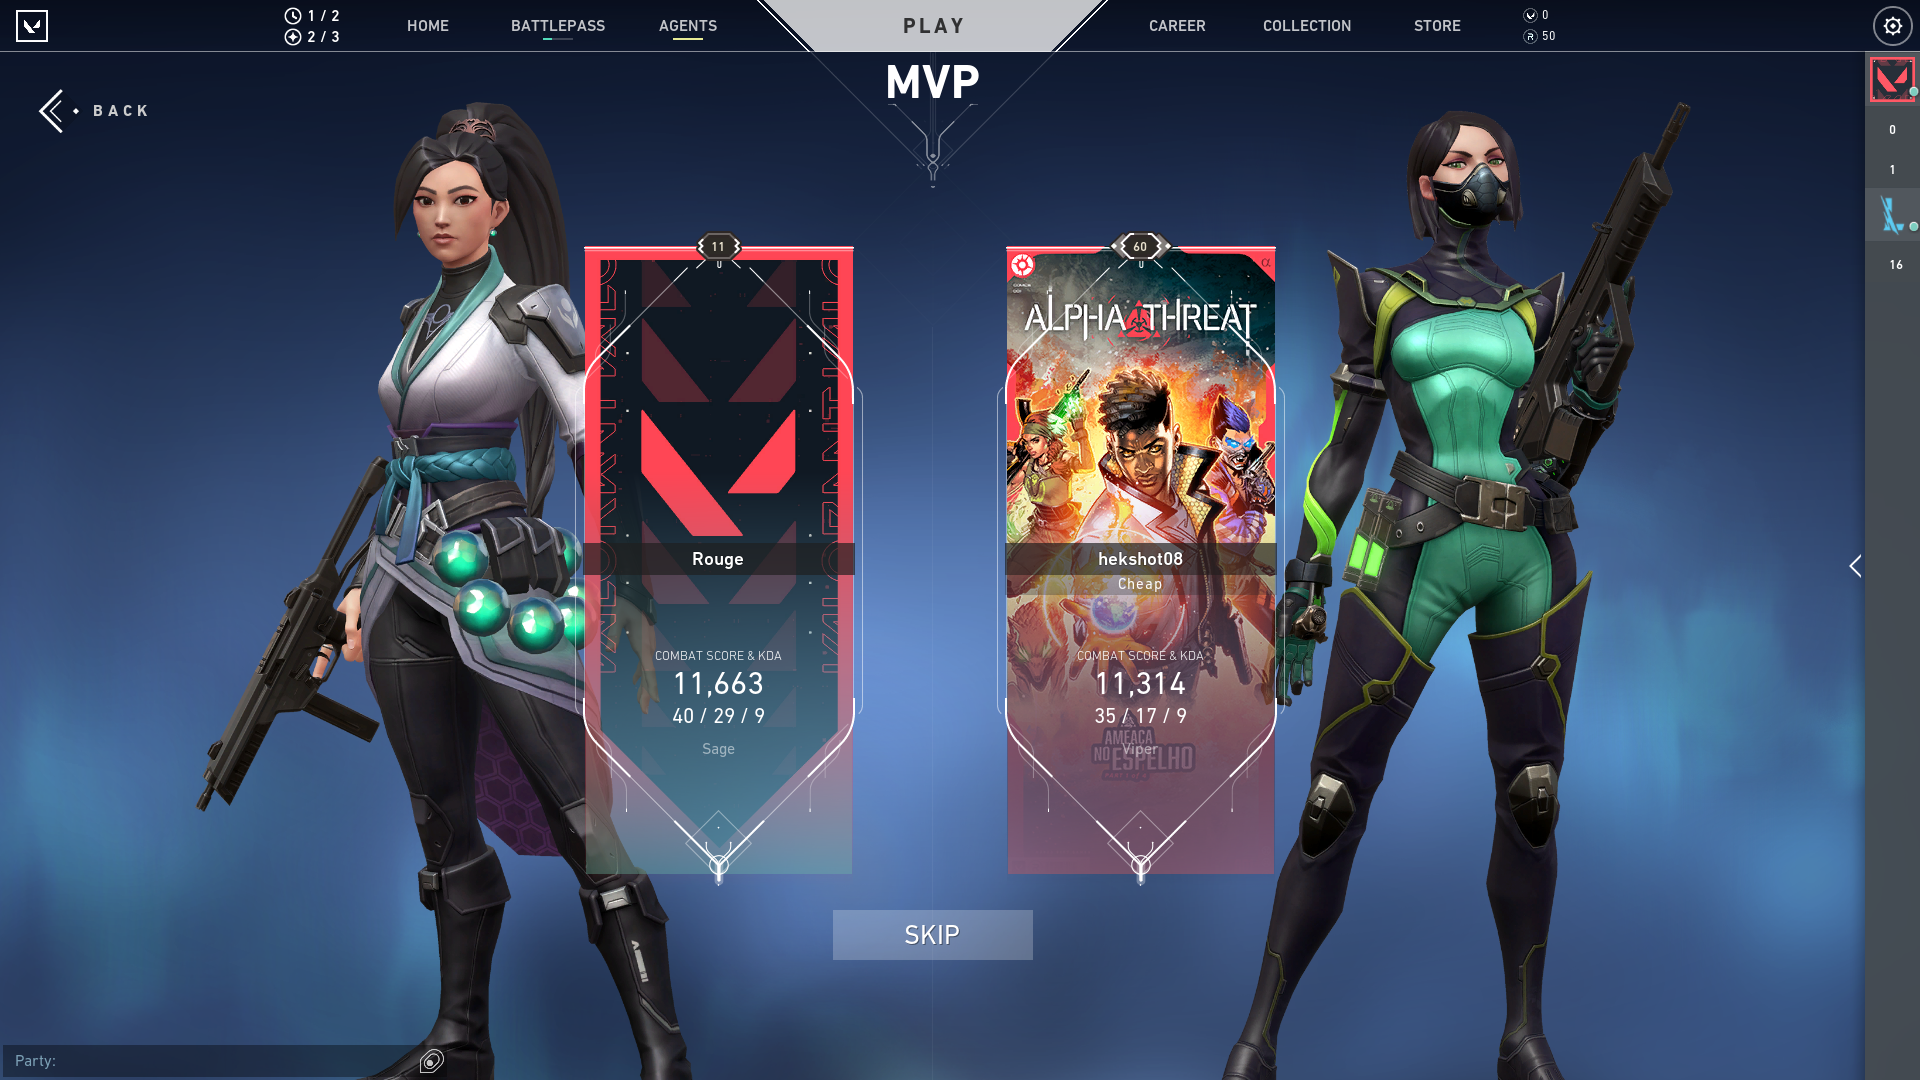 1 / 2
2 / 3
HOME
BATTLEPASS
AGENTS
PLAY
CAREER
COLLECTION
STORE
0
50
MVP
BACK
0
1
16
11
60
ALPHA THREAT
Rouge
hekshot08
Cheap
COMBAT SCORE & KDA
11,663
40 / 29 / 9
Sage
COMBAT SCORE & KDA
11,314
35 / 17 / 9
Viper
AMEAÇA
NO ESPELHO
SKIP
Party: